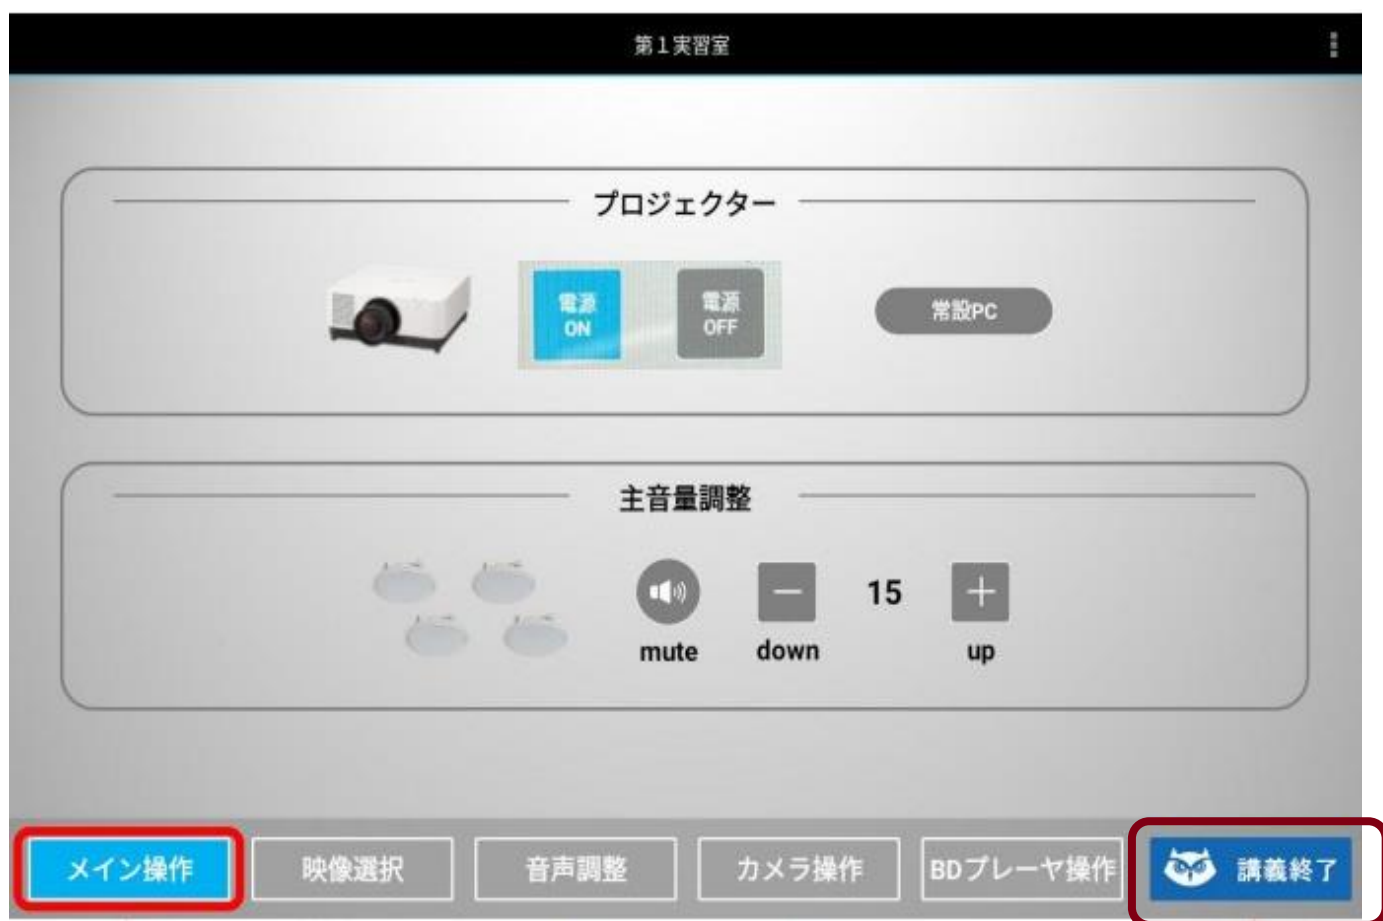 第1実習室
プロジェクター
電源
ON
電源
OFF
常設PC
主音量調整
15
mute
down
up
メイン操作
映像選択
音声調整
カメラ操作
BDプレーヤ操作
講義終了